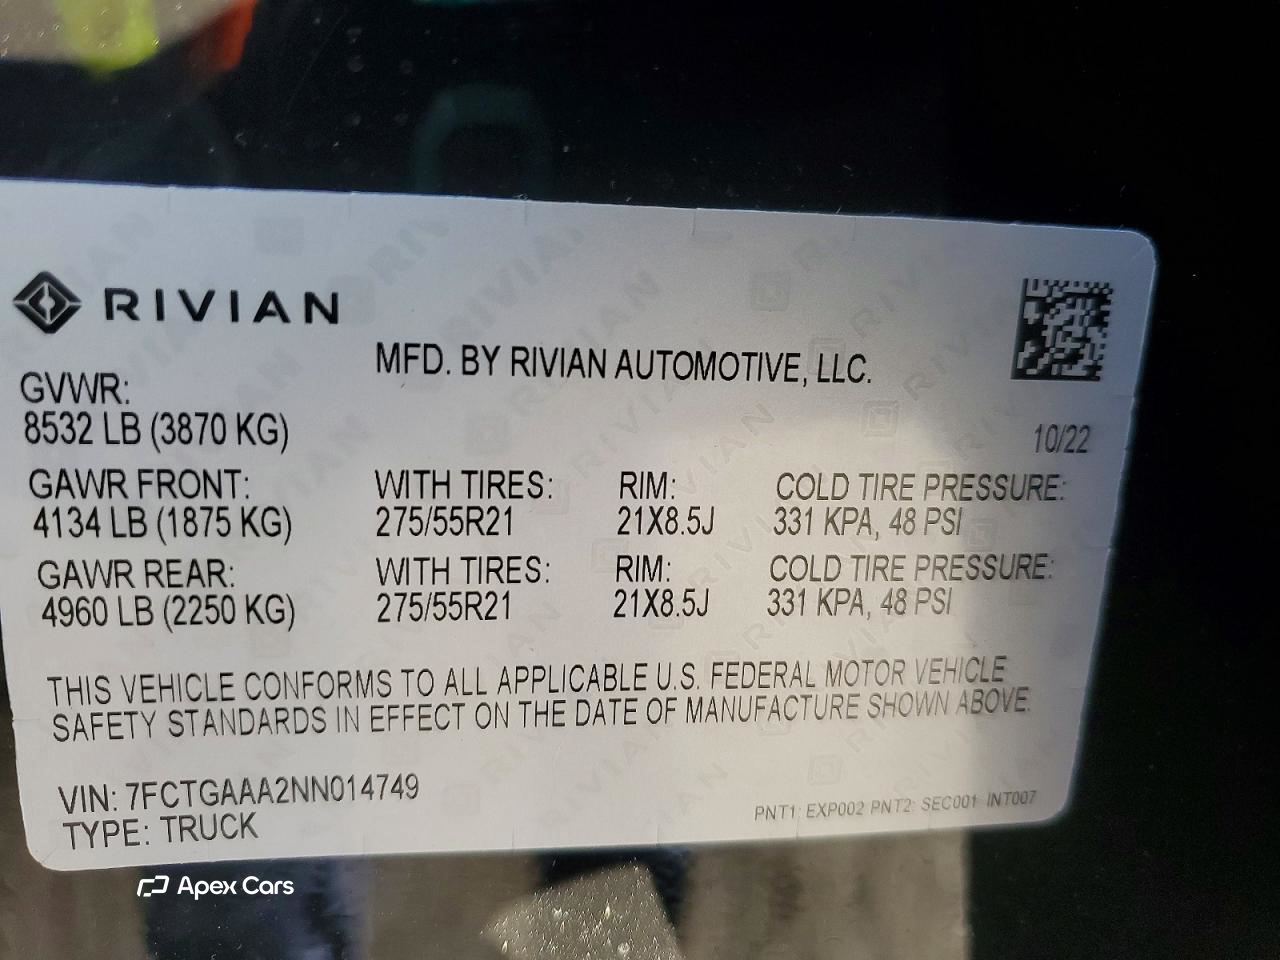 RIVIAN
MFD. BY RIVIAN AUTOMOTIVE, LLC.
GVWR:
8532 LB (3870 KG)
10/22
GAWR FRONT: WITH TIRES: RIM: COLD TIRE PRESSURE:
4134 LB (1875 KG) 275/55R21 21X8.5J 331 KPA, 48 PSI
GAWR REAR: WITH TIRES: RIM: COLD TIRE PRESSURE:
4960 LB (2250 KG) 275/55R21 21X8.5J 331 KPA, 48 PSI
THIS VEHICLE CONFORMS TO ALL APPLICABLE U.S. FEDERAL MOTOR VEHICLE
SAFETY STANDARDS IN EFFECT ON THE DATE OF MANUFACTURE SHOWN ABOVE.
VIN: 7FCTGAAA2NN014749
TYPE: TRUCK
PNT1: EXP002 PNT2: SEC001 INT007
Apex Cars